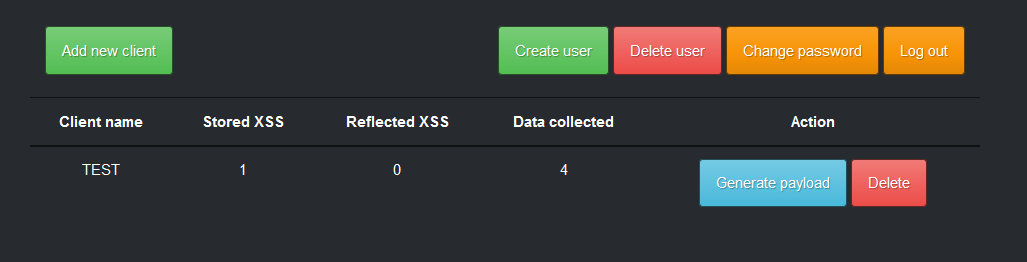 Add new client Create user Delete user Change password Log out
Client name Stored XSS Reflected XSS Data collected Action
TEST 1 0 4 Generate payload Delete